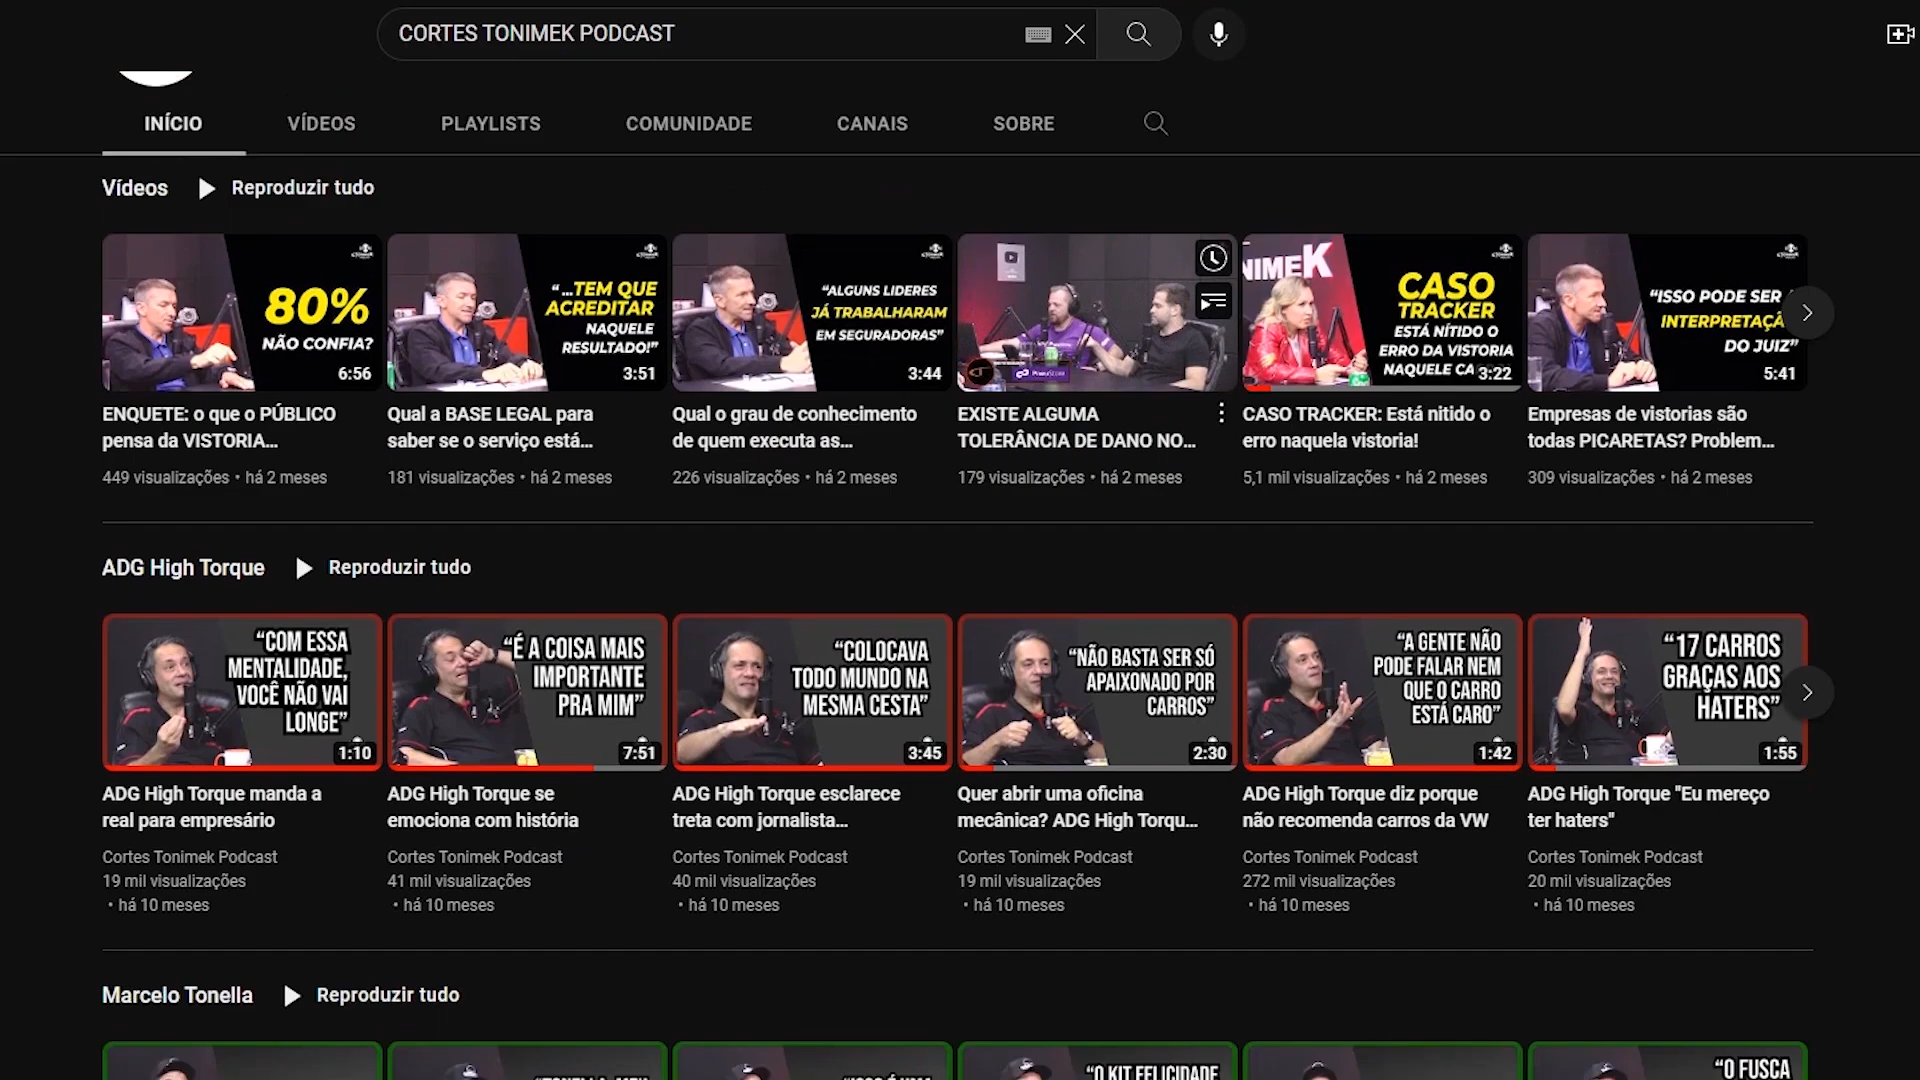 CORTES TONIMEK PODCAST
INÍCIO
VÍDEOS
PLAYLISTS
COMUNIDADE
CANAIS
SOBRE
Vídeos
Reproduzir tudo
80%
NÃO CONFIA?
6:56
"...TEM QUE
ACREDITAR
NAQUELE
RESULTADO!"
3:51
"ALGUNS LIDERES
JÁ TRABALHARAM
EM SEGURADORAS"
3:44
NIMEK
CASO
TRACKER
ESTÁ NÍTIDO O
ERRO DA VISTORIA
NAQUELE CA
3:22
"ISSO PODE SER
INTERPRETAÇÃ
DO JUIZ"
5:41
ENQUETE: o que o PÚBLICO
pensa da VISTORIA...
449 visualizações • há 2 meses
Qual a BASE LEGAL para
saber se o serviço está...
181 visualizações • há 2 meses
Qual o grau de conhecimento
de quem executa as...
226 visualizações • há 2 meses
EXISTE ALGUMA
TOLERÂNCIA DE DANO NO...
179 visualizações • há 2 meses
CASO TRACKER: Está nitido o
erro naquela vistoria!
5,1 mil visualizações • há 2 meses
Empresas de vistorias são
todas PICARETAS? Problem...
309 visualizações • há 2 meses
ADG High Torque
Reproduzir tudo
"COM ESSA
MENTALIDADE,
VOCÊ NÃO VAI
LONGE"
1:10
"É A COISA MAIS
IMPORTANTE
PRA MIM"
7:51
"COLOCAVA
TODO MUNDO NA
MESMA CESTA"
3:45
"NÃO BASTA SER SÓ
APAIXONADO POR
CARROS"
2:30
"A GENTE NÃO
PODE FALAR NEM
QUE O CARRO
ESTÁ CARO"
1:42
"17 CARROS
GRAÇAS AOS
HATERS"
1:55
ADG High Torque manda a
real para empresário
Cortes Tonimek Podcast
19 mil visualizações
• há 10 meses
ADG High Torque se
emociona com história
Cortes Tonimek Podcast
41 mil visualizações
• há 10 meses
ADG High Torque esclarece
treta com jornalista...
Cortes Tonimek Podcast
40 mil visualizações
• há 10 meses
Quer abrir uma oficina
mecânica? ADG High Torqu...
Cortes Tonimek Podcast
19 mil visualizações
• há 10 meses
ADG High Torque diz porque
não recomenda carros da VW
Cortes Tonimek Podcast
272 mil visualizações
• há 10 meses
ADG High Torque "Eu mereço
ter haters"
Cortes Tonimek Podcast
20 mil visualizações
• há 10 meses
Marcelo Tonella
Reproduzir tudo
"O KIT FELICIDADE
"O FUSCA